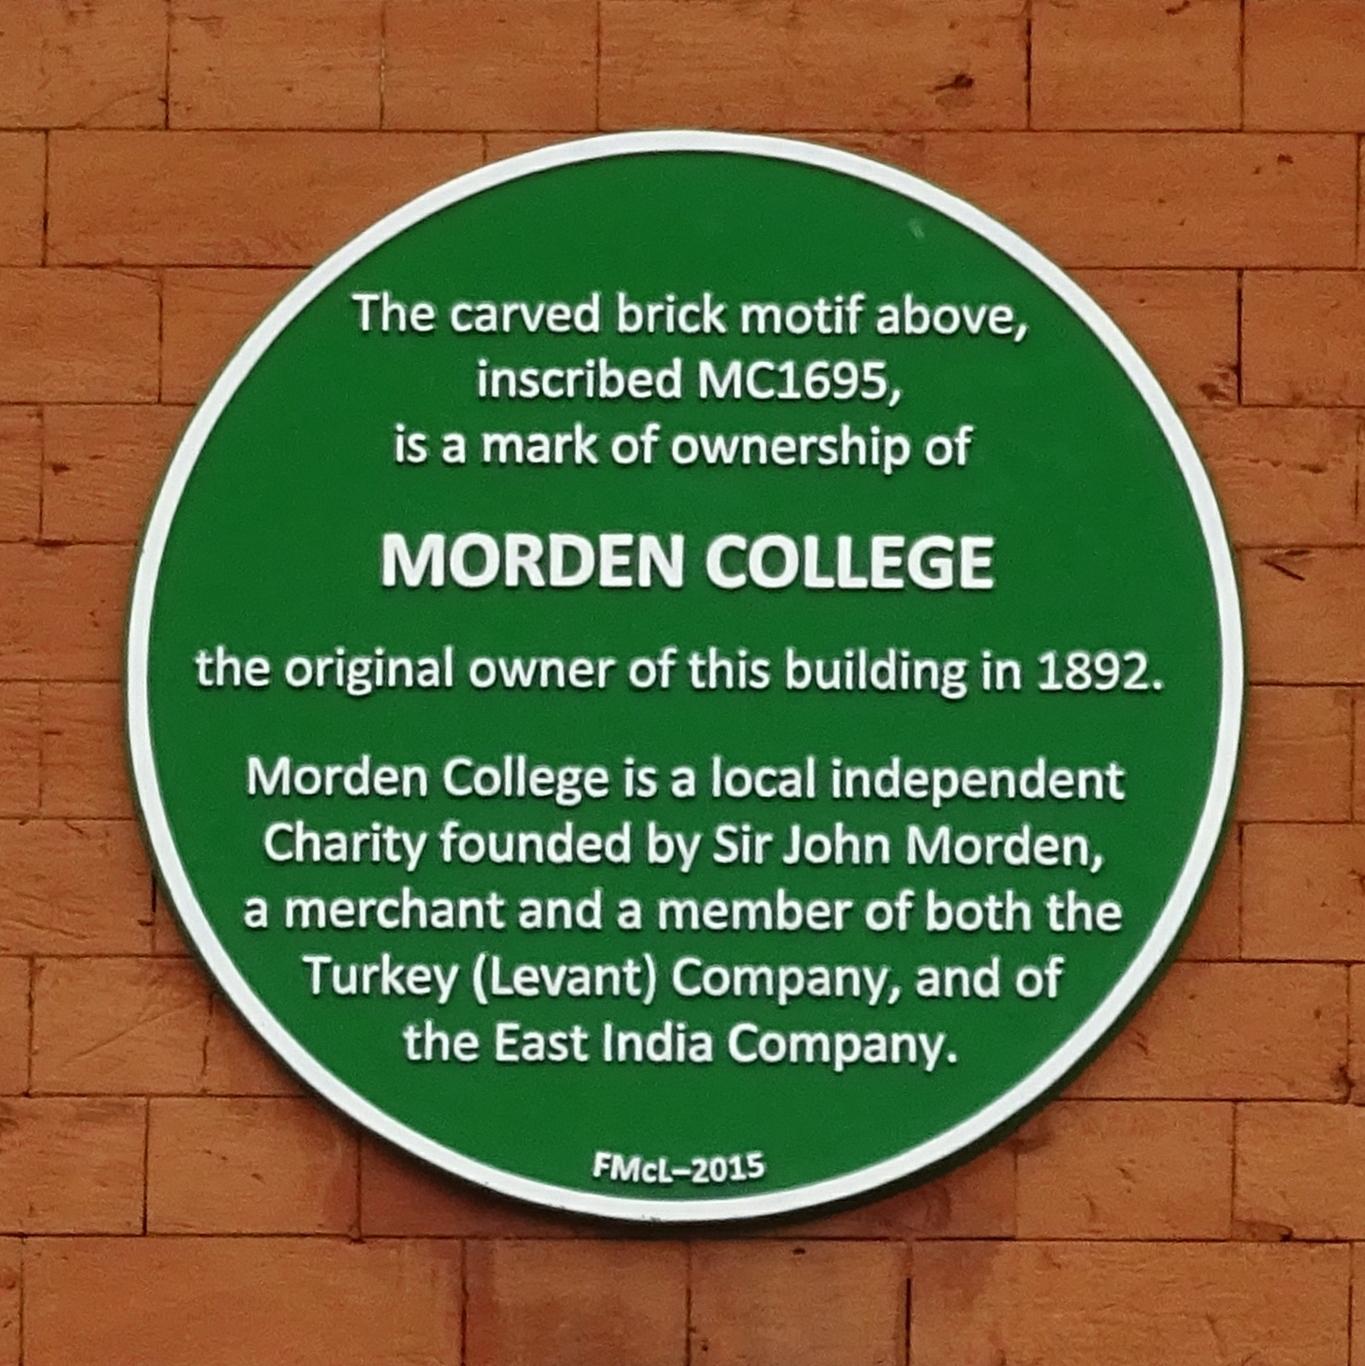 The carved brick motif above,
inscribed MC1695,
is a mark of ownership of
MORDEN COLLEGE
the original owner of this building in 1892.
Morden College is a local independent
Charity founded by Sir John Morden,
a merchant and a member of both the
Turkey (Levant) Company, and of
the East India Company.
FMcL–2015